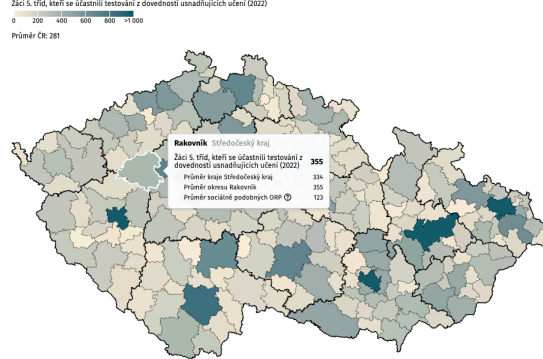 Žáci 5. tříd, kteří se účastnili testování z dovedností usnadňujících učení (2022)
0 200 400 600 800 >1 000
Průměr ČR: 281
Rakovník Středočeský kraj
Žáci 5. tříd, kteří se účastnili testování z
dovedností usnadňujících učení (2022) 355
Průměr kraje Středočeský kraj 334
Průměr okresu Rakovník 355
Průměr sociálně podobných ORP ? 123